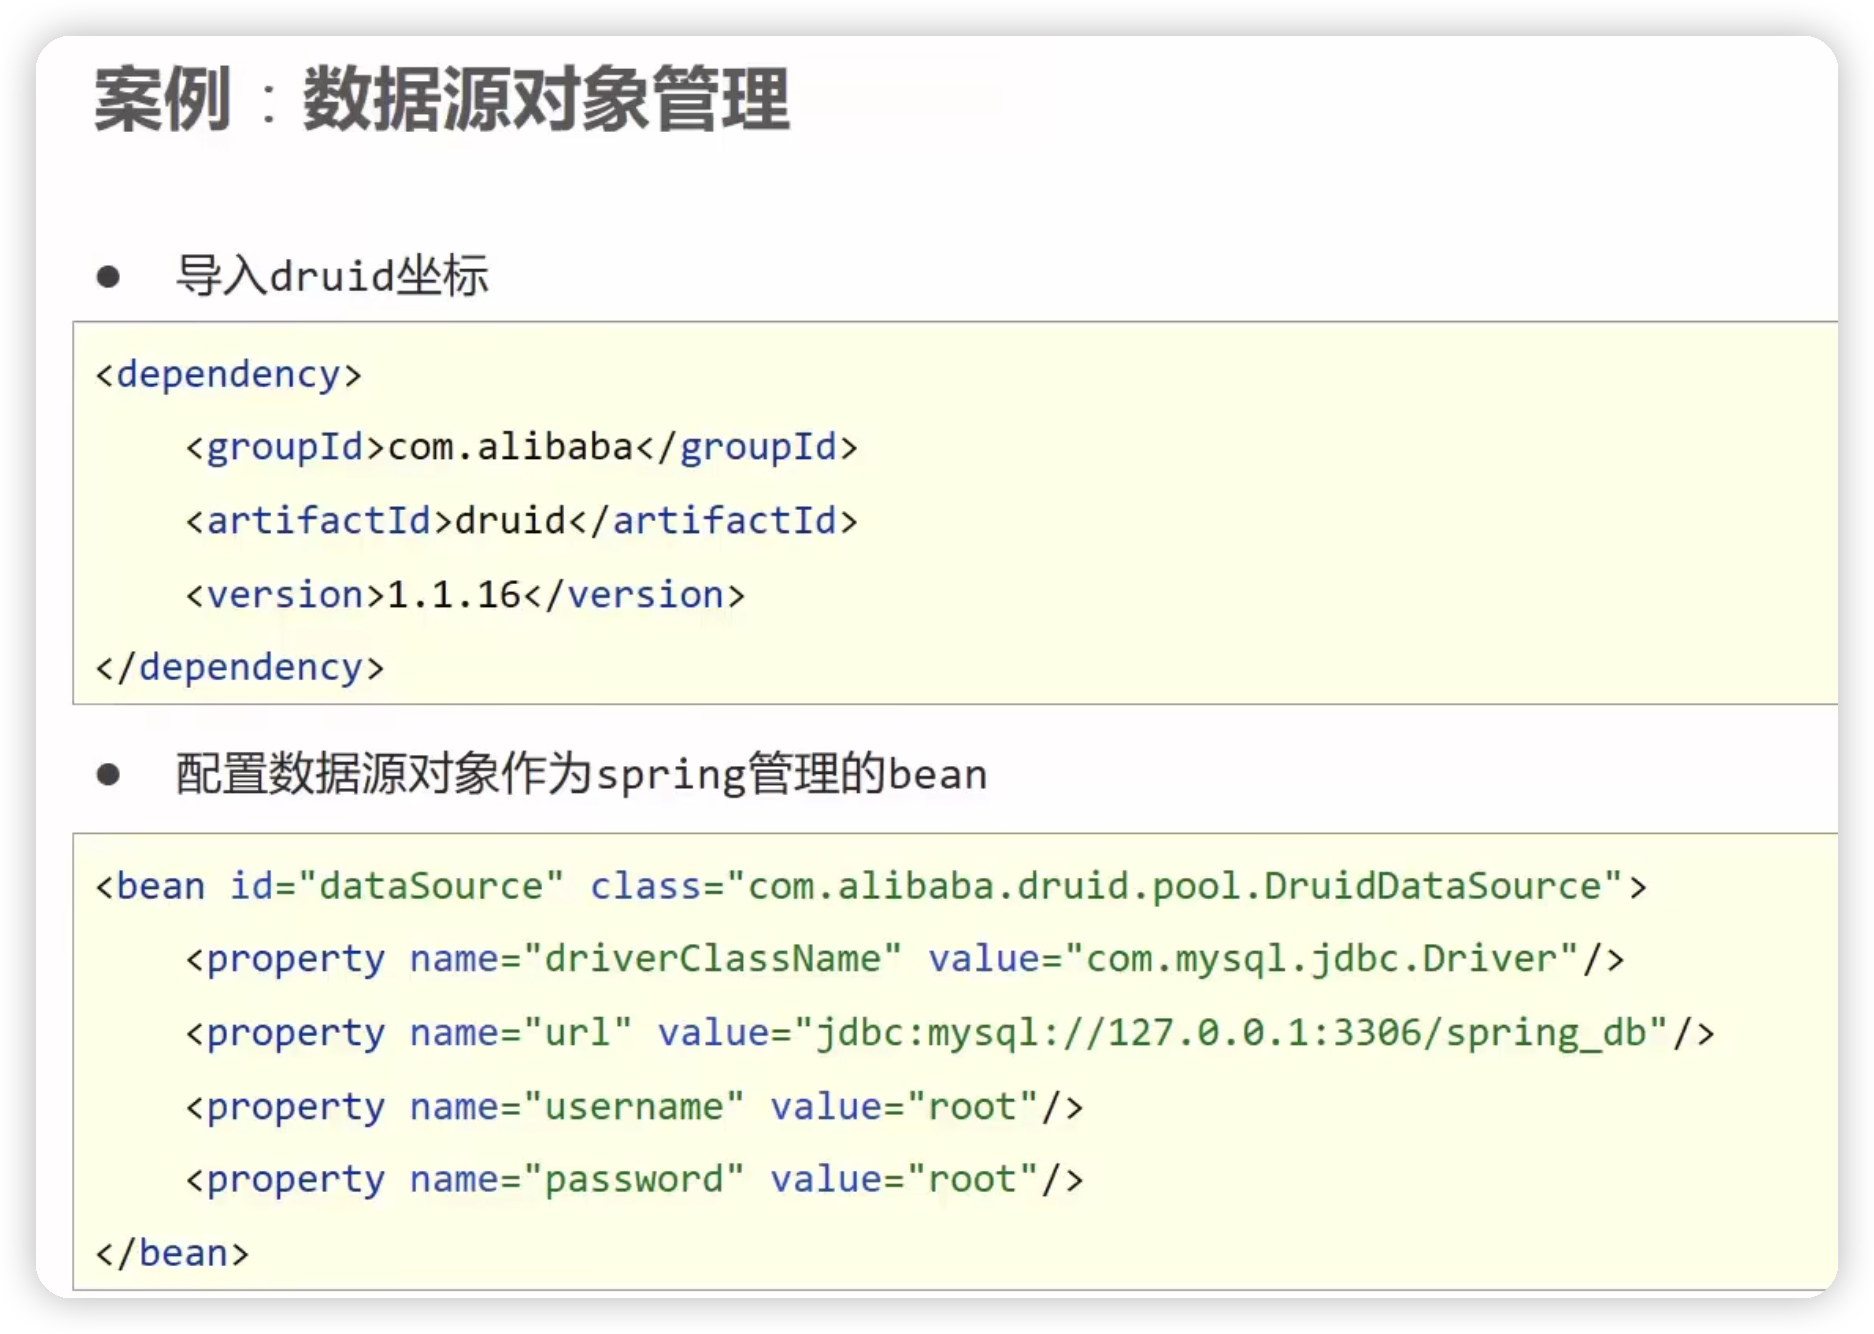 案例：数据源对象管理
● 导入druid坐标
<dependency>
    <groupId>com.alibaba</groupId>
    <artifactId>druid</artifactId>
    <version>1.1.16</version>
</dependency>
● 配置数据源对象作为spring管理的bean
<bean id="dataSource" class="com.alibaba.druid.pool.DruidDataSource">
    <property name="driverClassName" value="com.mysql.jdbc.Driver"/>
    <property name="url" value="jdbc:mysql://127.0.0.1:3306/spring_db"/>
    <property name="username" value="root"/>
    <property name="password" value="root"/>
</bean>